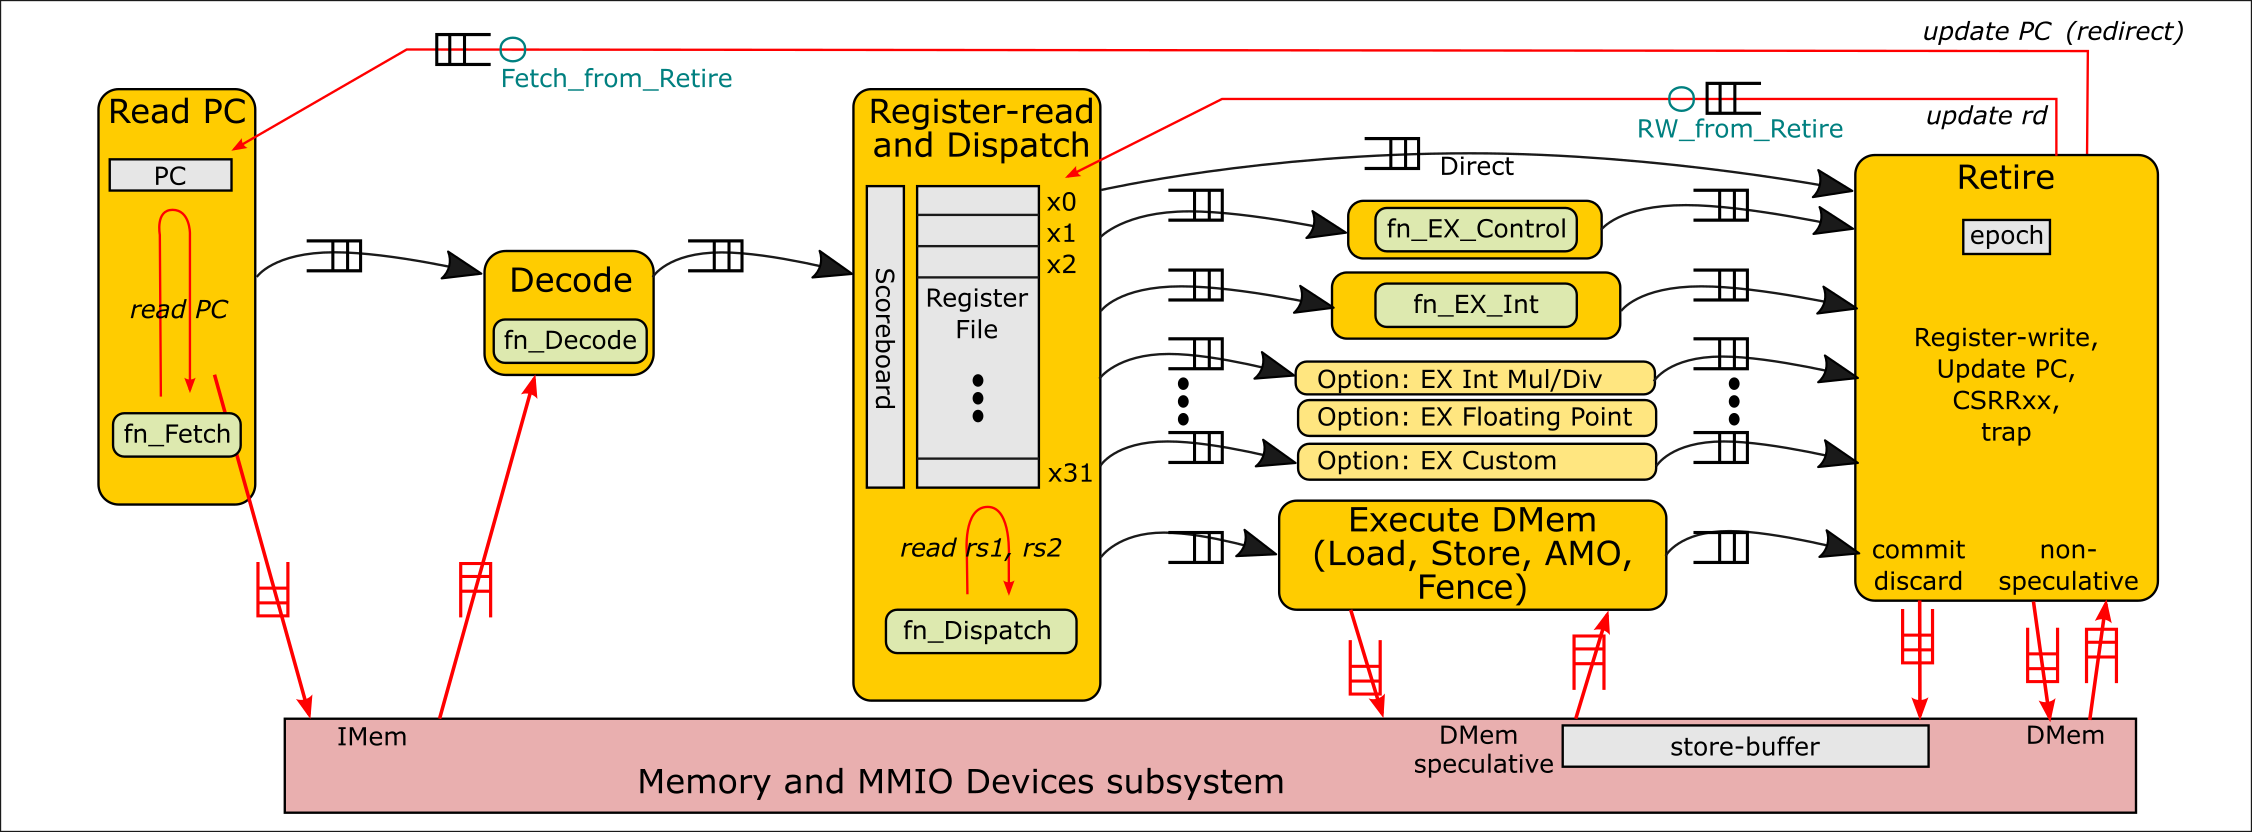 update PC (redirect)
Fetch_from_Retire
update rd
RW_from_Retire
Read PC
PC
read PC
fn_Fetch
Decode
fn_Decode
Register-read
and Dispatch
Scoreboard
x0
x1
x2
Register
File
x31
read rs1, rs2
fn_Dispatch
Direct
fn_EX_Control
fn_EX_Int
Option: EX Int Mul/Div
Option: EX Floating Point
Option: EX Custom
Execute DMem
(Load, Store, AMO,
Fence)
Retire
epoch
Register-write,
Update PC,
CSRRxx,
trap
commit
discard
non-
speculative
IMem
DMem
speculative
store-buffer
DMem
Memory and MMIO Devices subsystem